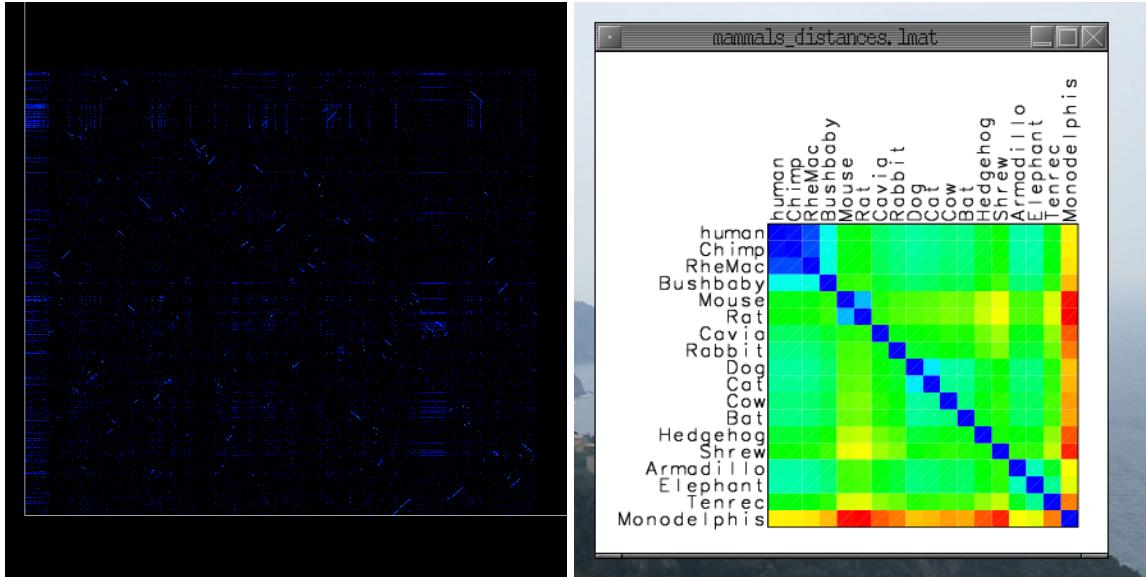 mammals_distances.lmat
human
Chimp
RheMac
Bushbaby
Mouse
Rat
Cavia
Rabbit
Dog
Cat
Cow
Bat
Hedgehog
Shrew
Armadillo
Elephant
Tenrec
Monodelphis
human
Chimp
RheMac
Bushbaby
Mouse
Rat
Cavia
Rabbit
Dog
Cat
Cow
Bat
Hedgehog
Shrew
Armadillo
Elephant
Tenrec
Monodelphis